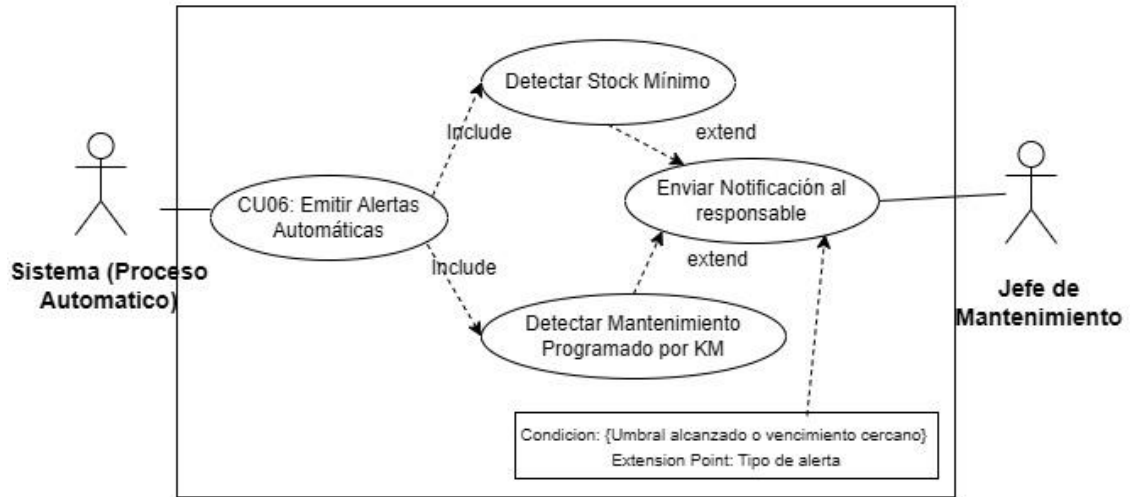 Detectar Stock Mínimo
Include
extend
CU06: Emitir Alertas
Automáticas
Enviar Notificación al
responsable
Sistema (Proceso
Automatico)
Include
extend
Jefe de
Mantenimiento
Detectar Mantenimiento
Programado por KM
Condicion: {Umbral alcanzado o vencimiento cercano}
Extension Point: Tipo de alerta